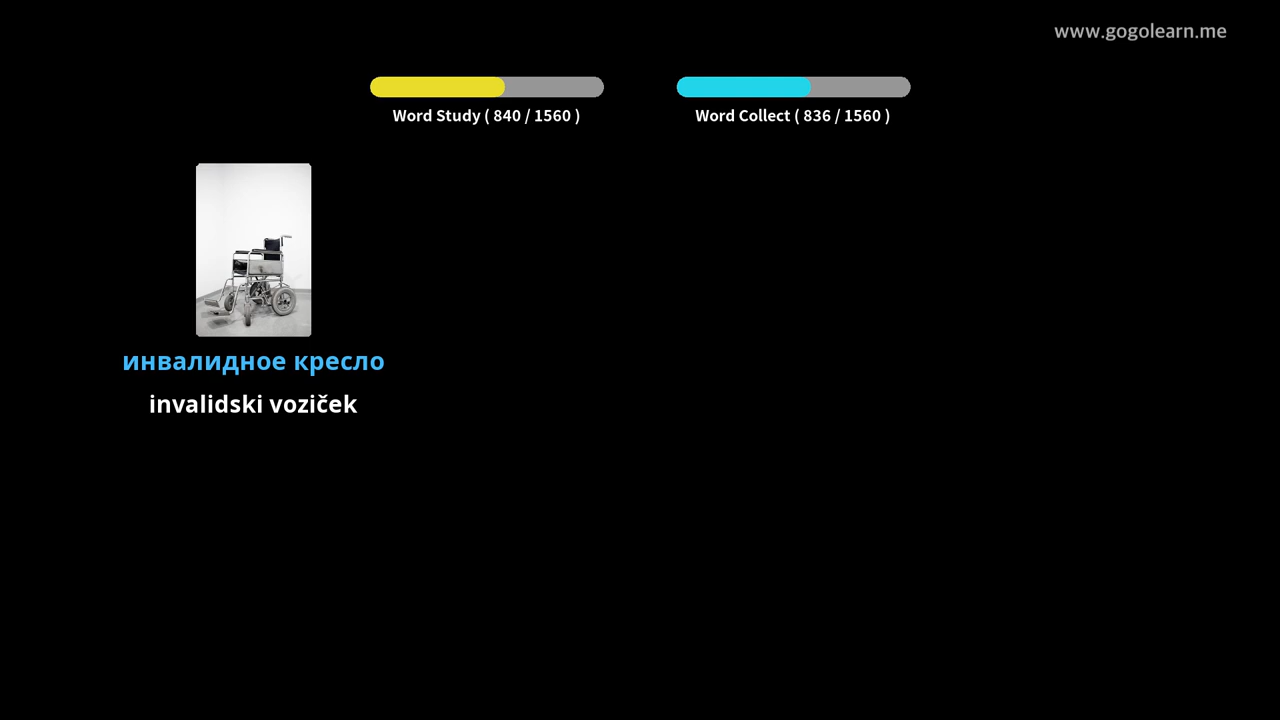 www.gogolearn.me
Word Study ( 840 / 1560 )
Word Collect ( 836 / 1560 )
инвалидное кресло
invalidski voziček